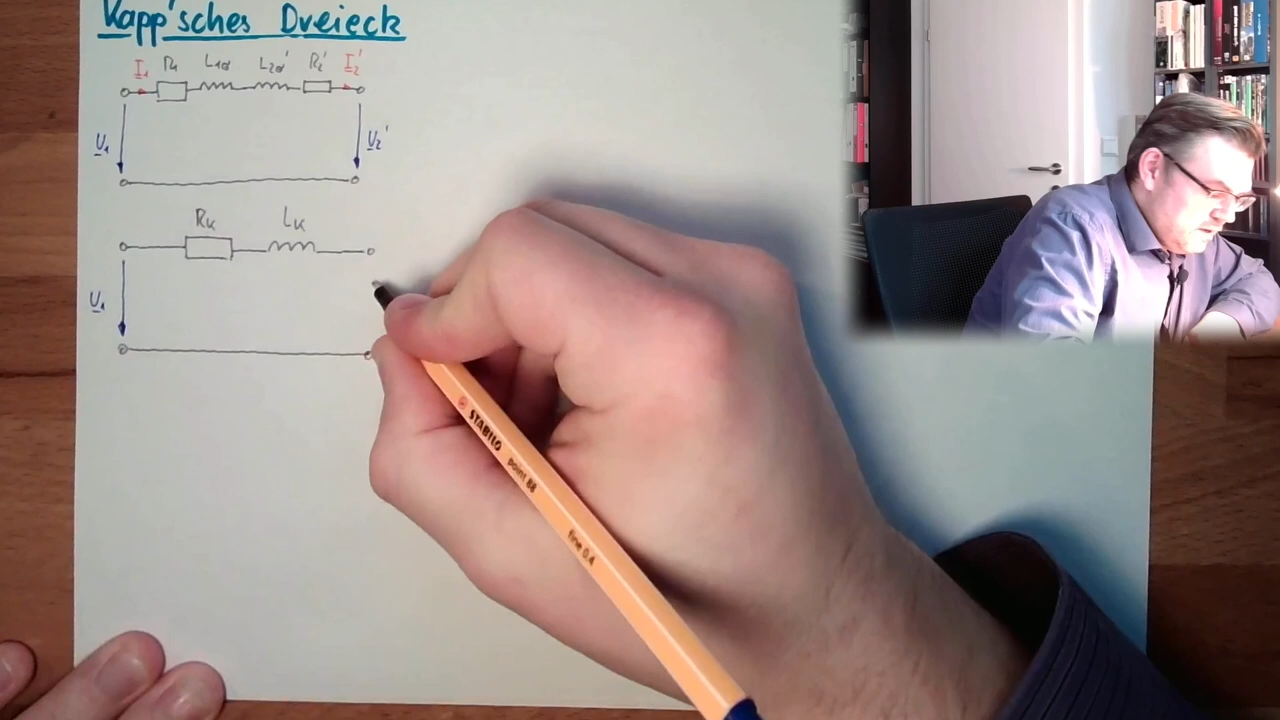 Kapp'sches Dreieck
I₁ R₁ L₁σ L₂σ' R₂' I₂'
U₁ U₂'
Rₖ Lₖ
U₁
STABILO point 88 fine 0.4